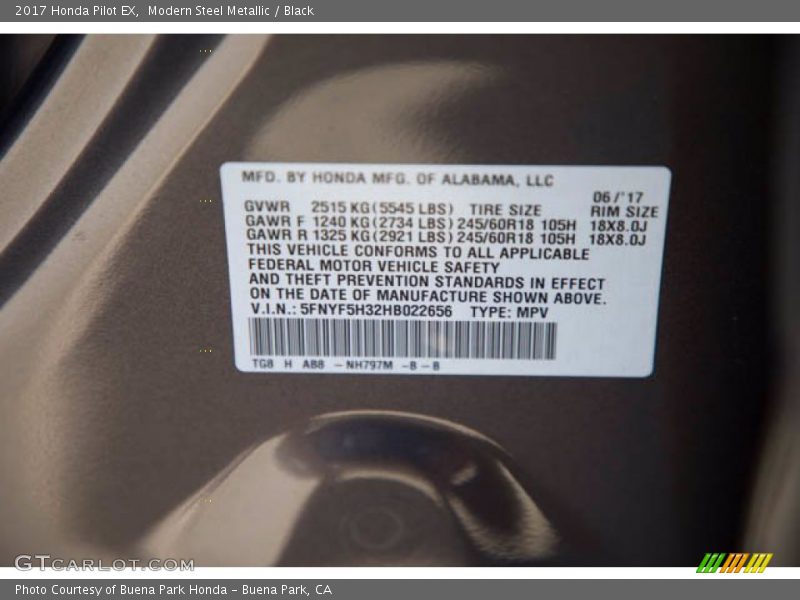 2017 Honda Pilot EX,  Modern Steel Metallic / Black
MFD. BY HONDA MFG. OF ALABAMA, LLC
06/'17
GVWR 2515 KG(5545 LBS) TIRE SIZE RIM SIZE
GAWR F 1240 KG(2734 LBS) 245/60R18 105H 18X8.0J
GAWR R 1325 KG(2921 LBS) 245/60R18 105H 18X8.0J
THIS VEHICLE CONFORMS TO ALL APPLICABLE
FEDERAL MOTOR VEHICLE SAFETY
AND THEFT PREVENTION STANDARDS IN EFFECT
ON THE DATE OF MANUFACTURE SHOWN ABOVE.
V.I.N.: 5FNYF5H32HB022656 TYPE: MPV
TG8 H AB8 -NH797M -B-B
GTCARLOT.COM
Photo Courtesy of Buena Park Honda - Buena Park, CA